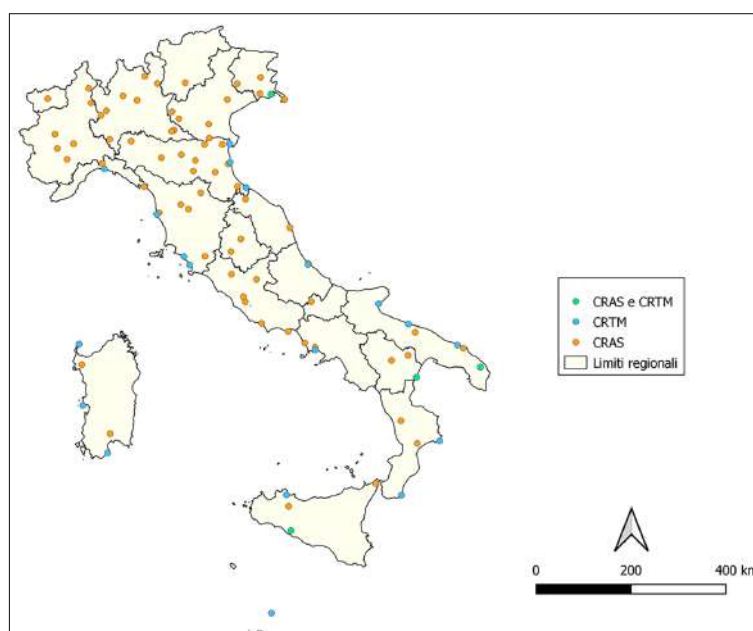 CRAS e CRTM
CRTM
CRAS
Limiti regionali
0 200 400 km